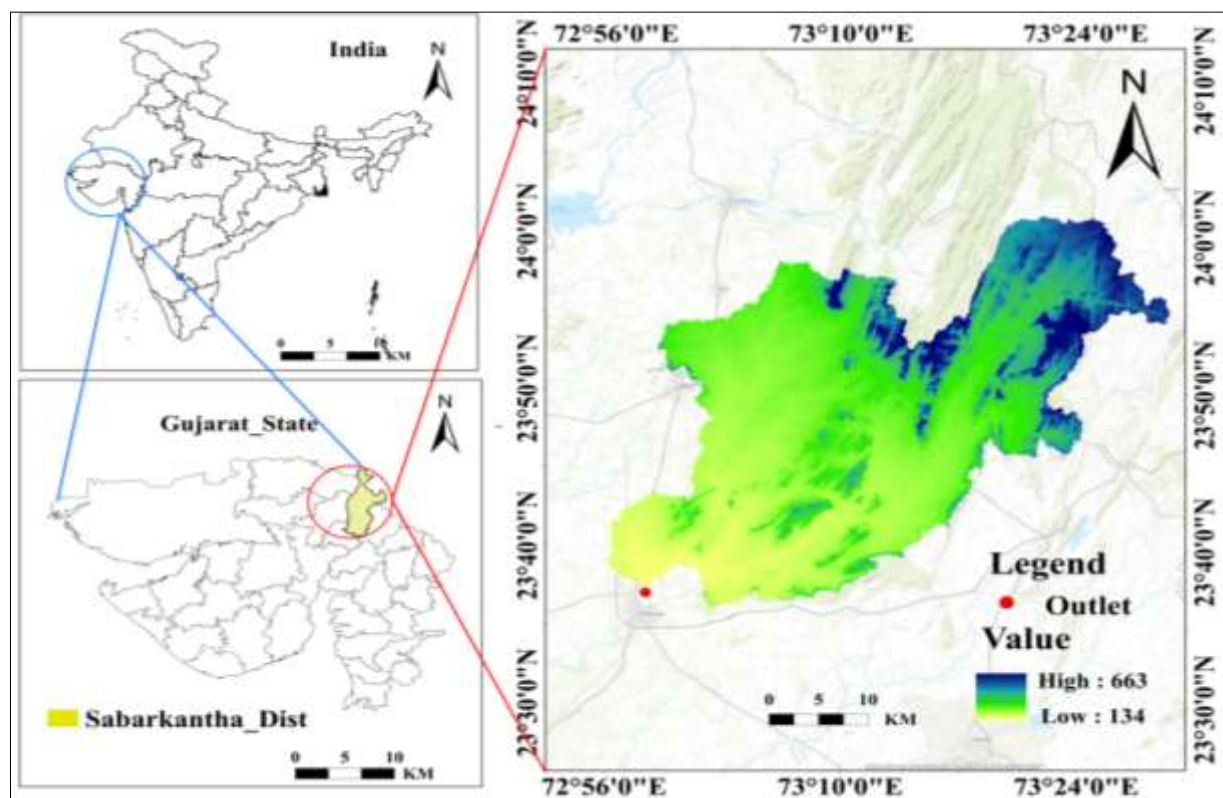 India
N
0 5 10
KM
Gujarat_State
N
Sabarkantha_Dist
0 5 10
KM
72°56'0"E 73°10'0"E 73°24'0"E
24°10'0"N 24°10'0"N
24°0'0"N 24°0'0"N
23°50'0"N 23°50'0"N
23°40'0"N 23°40'0"N
23°30'0"N 23°30'0"N
N
Legend
Outlet
Value
High : 663
Low : 134
0 5 10
KM
72°56'0"E 73°10'0"E 73°24'0"E